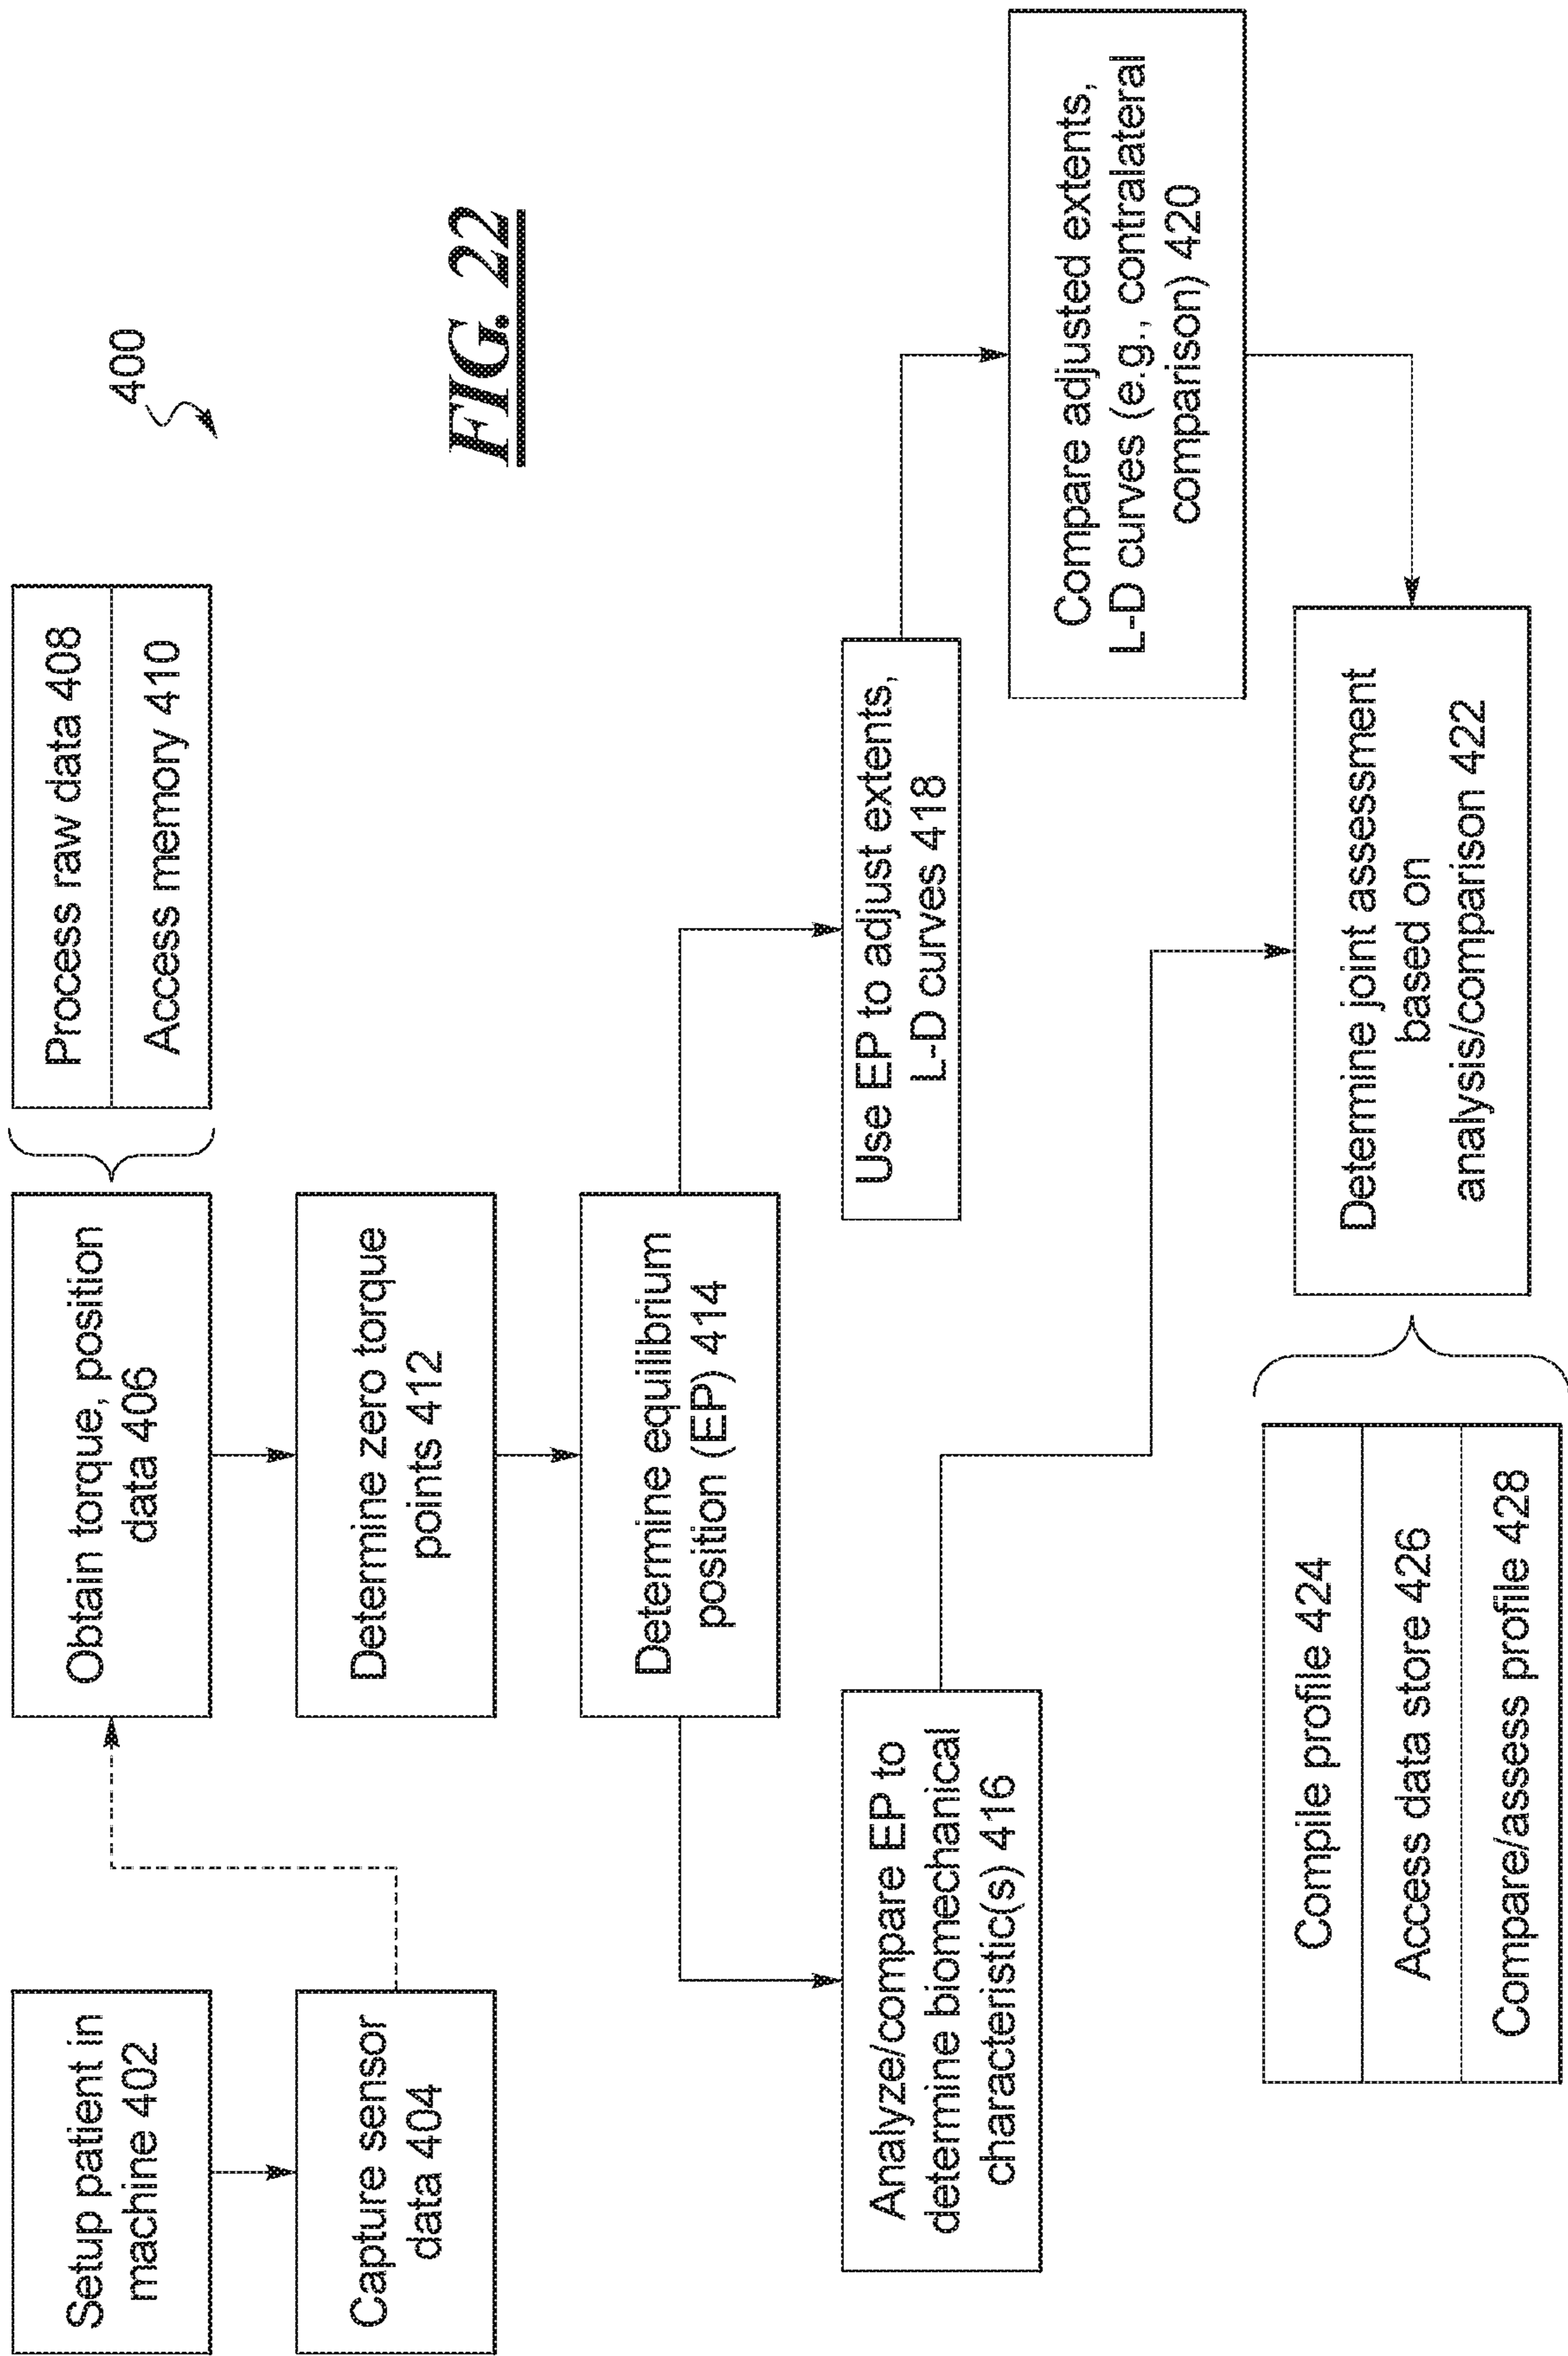 400
FIG. 22
Setup patient in
machine 402
Capture sensor
data 404
Obtain torque, position
data 406
Process raw data 408
Access memory 410
Determine zero torque
points 412
Determine equilibrium
position (EP) 414
Analyze/compare EP to
determine biomechanical
characteristic(s) 416
Use EP to adjust extents,
L-D curves 418
Compare adjusted extents,
L-D curves (e.g., contralateral
comparison) 420
Determine joint assessment
based on
analysis/comparison 422
Compile profile 424
Access data store 426
Compare/assess profile 428